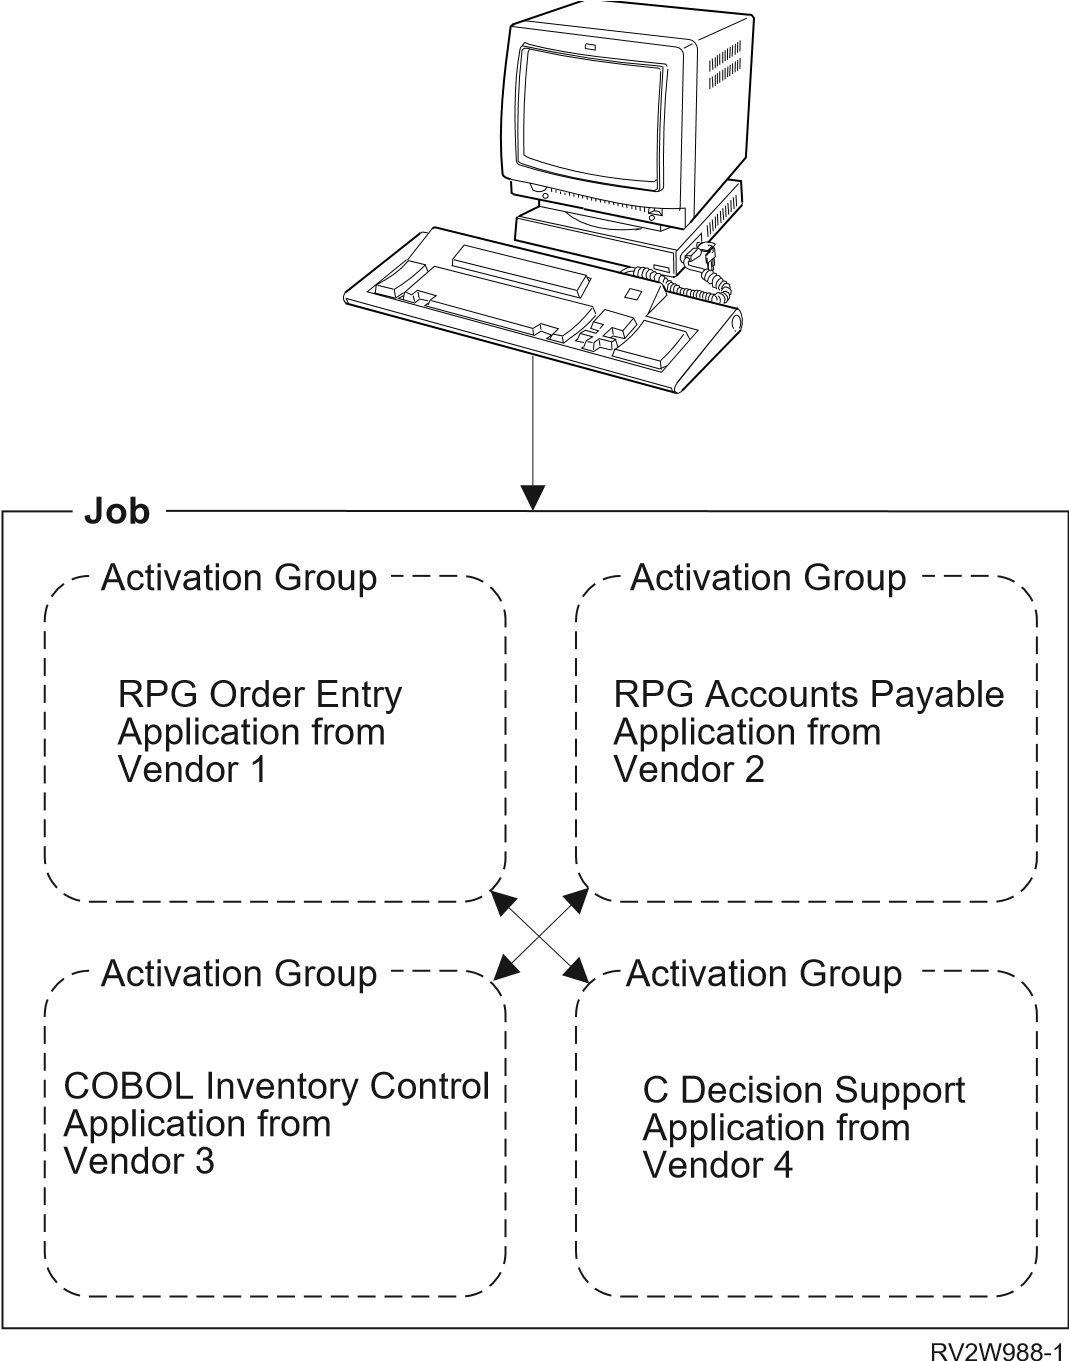 Job
Activation Group
RPG Order Entry
Application from
Vendor 1
Activation Group
RPG Accounts Payable
Application from
Vendor 2
Activation Group
COBOL Inventory Control
Application from
Vendor 3
Activation Group
C Decision Support
Application from
Vendor 4
RV2W988-1